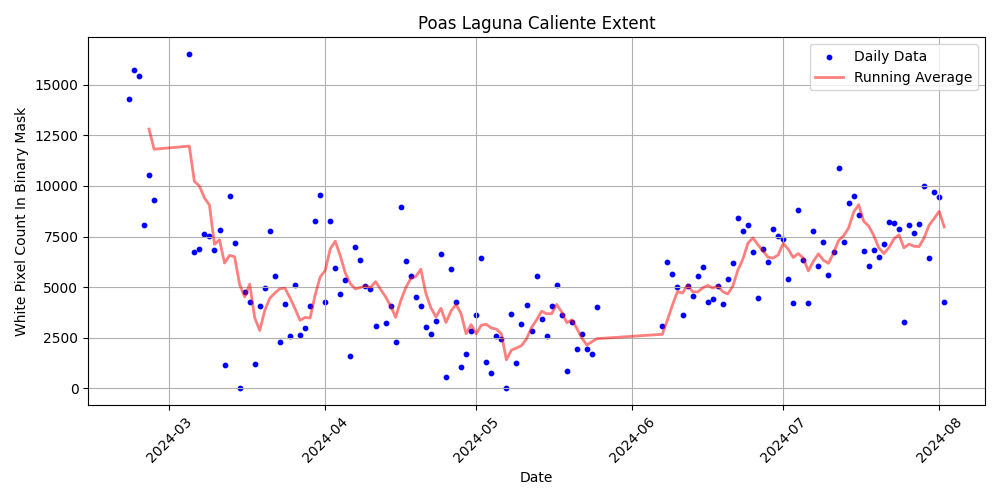 Poas Laguna Caliente Extent
Daily Data
Running Average
White Pixel Count In Binary Mask
15000
12500
10000
7500
5000
2500
0
2024-03
2024-04
2024-05
2024-06
2024-07
2024-08
Date